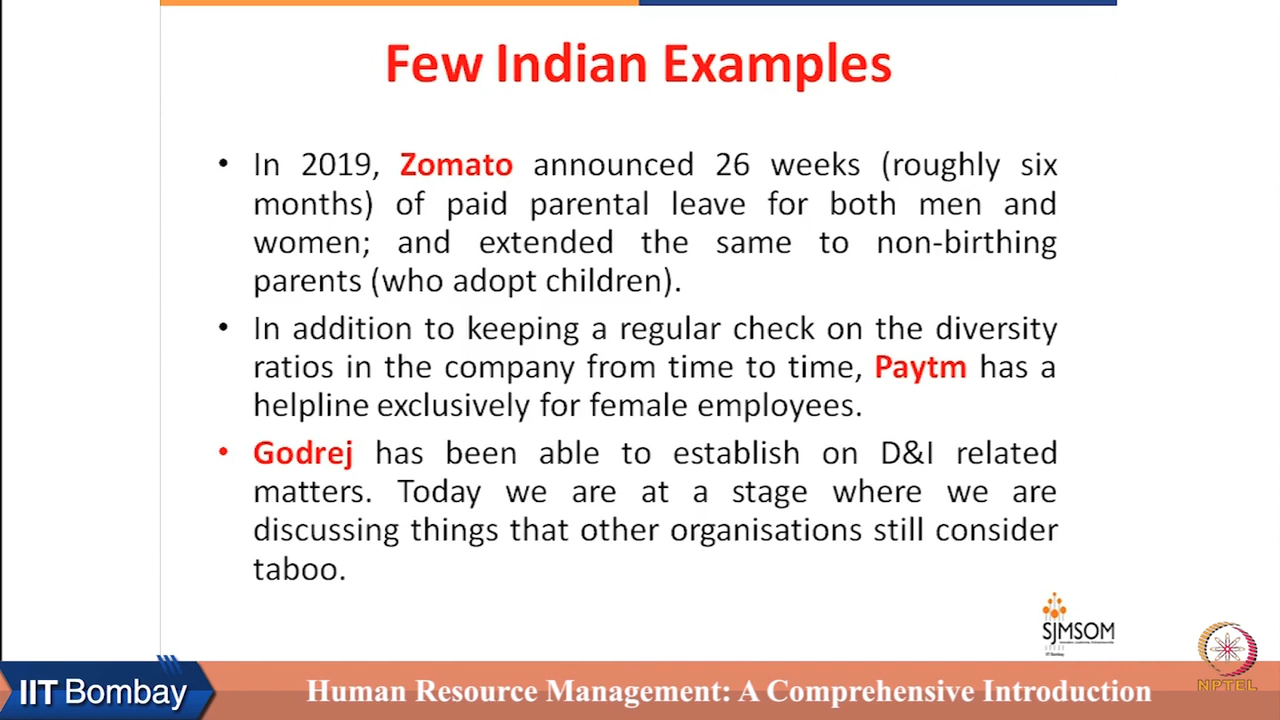 Few Indian Examples
• In 2019, Zomato announced 26 weeks (roughly six
months) of paid parental leave for both men and
women; and extended the same to non-birthing
parents (who adopt children).
• In addition to keeping a regular check on the diversity
ratios in the company from time to time, Paytm has a
helpline exclusively for female employees.
• Godrej has been able to establish on D&I related
matters. Today we are at a stage where we are
discussing things that other organisations still consider
taboo.
SJMSOM
IIT Bombay
NPTEL
IIT Bombay
Human Resource Management: A Comprehensive Introduction